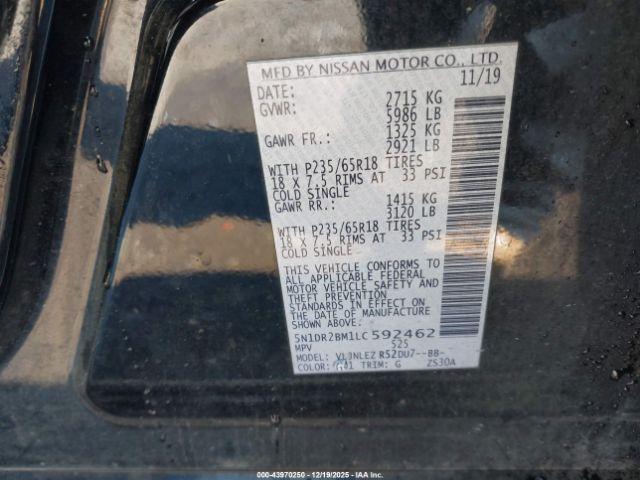 MFD BY NISSAN MOTOR CO., LTD.
DATE: 11/19
GVWR: 2715 KG
5986 LB
GAWR FR.: 1325 KG
2921 LB
WITH P235/65R18 TIRES
18 X 7.5 RIMS AT 33 PSI
COLD SINGLE
GAWR RR.: 1415 KG
3120 LB
WITH P235/65R18 TIRES
18 X 7.5 RIMS AT 33 PSI
COLD SINGLE
THIS VEHICLE CONFORMS TO
ALL APPLICABLE FEDERAL
MOTOR VEHICLE SAFETY AND
THEFT PREVENTION
STANDARDS IN EFFECT ON
THE DATE OF MANUFACTURE
SHOWN ABOVE.
5N1DR2BM1LC592462
MPV 525
MODEL: R52DU7--BB-
COLOR: TRIM: G ZS30A
00-43970250 - 12/19/2025 - Copyright © IAA, Inc.